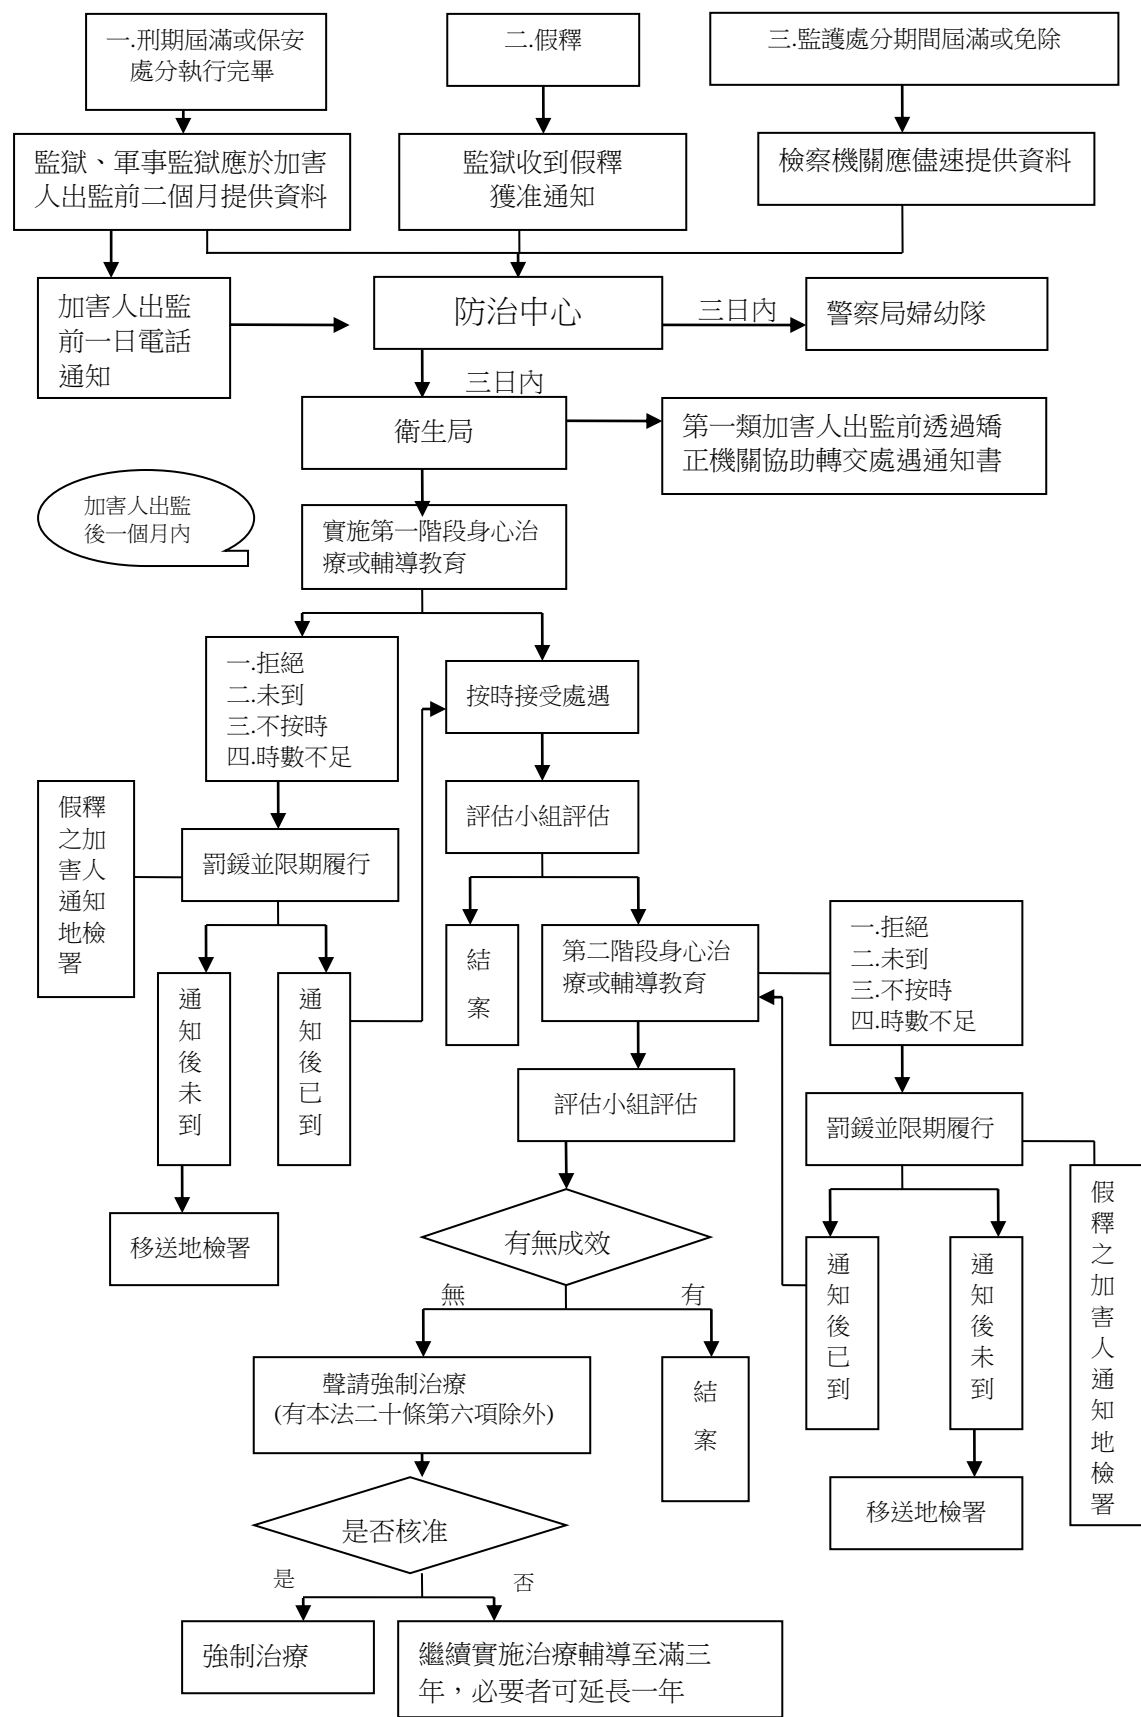 一.刑期屆滿或保安
處分執行完畢
二.假釋
三.監護處分期間屆滿或免除
監獄、軍事監獄應於加害
人出監前二個月提供資料
監獄收到假釋
獲准通知
檢察機關應儘速提供資料
加害人出監
前一日電話
通知
防治中心
三日內
警察局婦幼隊
三日內
衛生局
第一類加害人出監前透過矯
正機關協助轉交處遇通知書
加害人出監
後一個月內
實施第一階段身心治
療或輔導教育
一.拒絕
二.未到
三.不按時
四.時數不足
按時接受處遇
評估小組評估
假釋
之加
害人
通知
地檢
署
罰鍰並限期履行
結
案
第二階段身心治
療或輔導教育
一.拒絕
二.未到
三.不按時
四.時數不足
通
知
後
未
到
通
知
後
已
到
評估小組評估
罰鍰並限期履行
移送地檢署
有無成效
通
知
後
已
到
通
知
後
未
到
假
釋
之
加
害
人
通
知
地
檢
署
無
有
聲請強制治療
(有本法二十條第六項除外)
結
案
移送地檢署
是否核准
是
否
強制治療
繼續實施治療輔導至滿三
年，必要者可延長一年